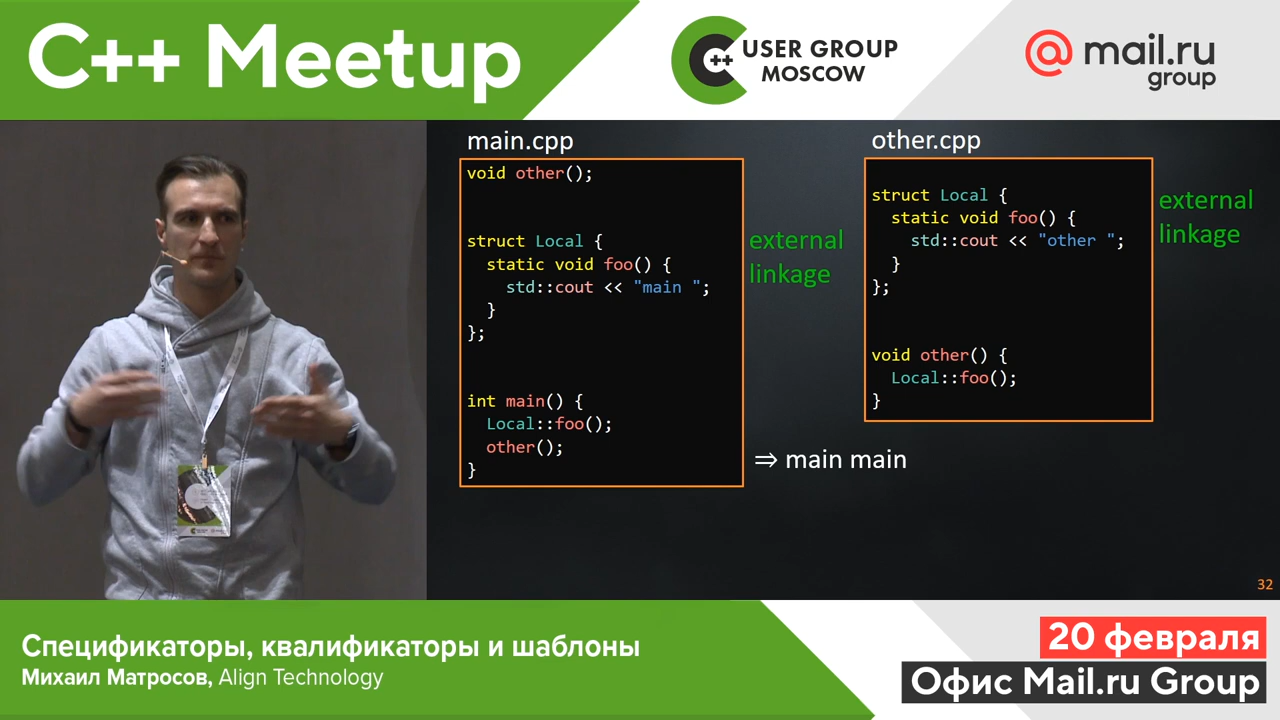 C++ Meetup
C++ USER GROUP
MOSCOW
@mail.ru
group
main.cpp
void other();
struct Local {
  static void foo() {
    std::cout << "main ";
  }
};
int main() {
  Local::foo();
  other();
}
external
linkage
⇒ main main
other.cpp
struct Local {
  static void foo() {
    std::cout << "other ";
  }
};
void other() {
  Local::foo();
}
external
linkage
32
Спецификаторы, квалификаторы и шаблоны
Михаил Матросов, Align Technology
20 февраля
Офис Mail.ru Group